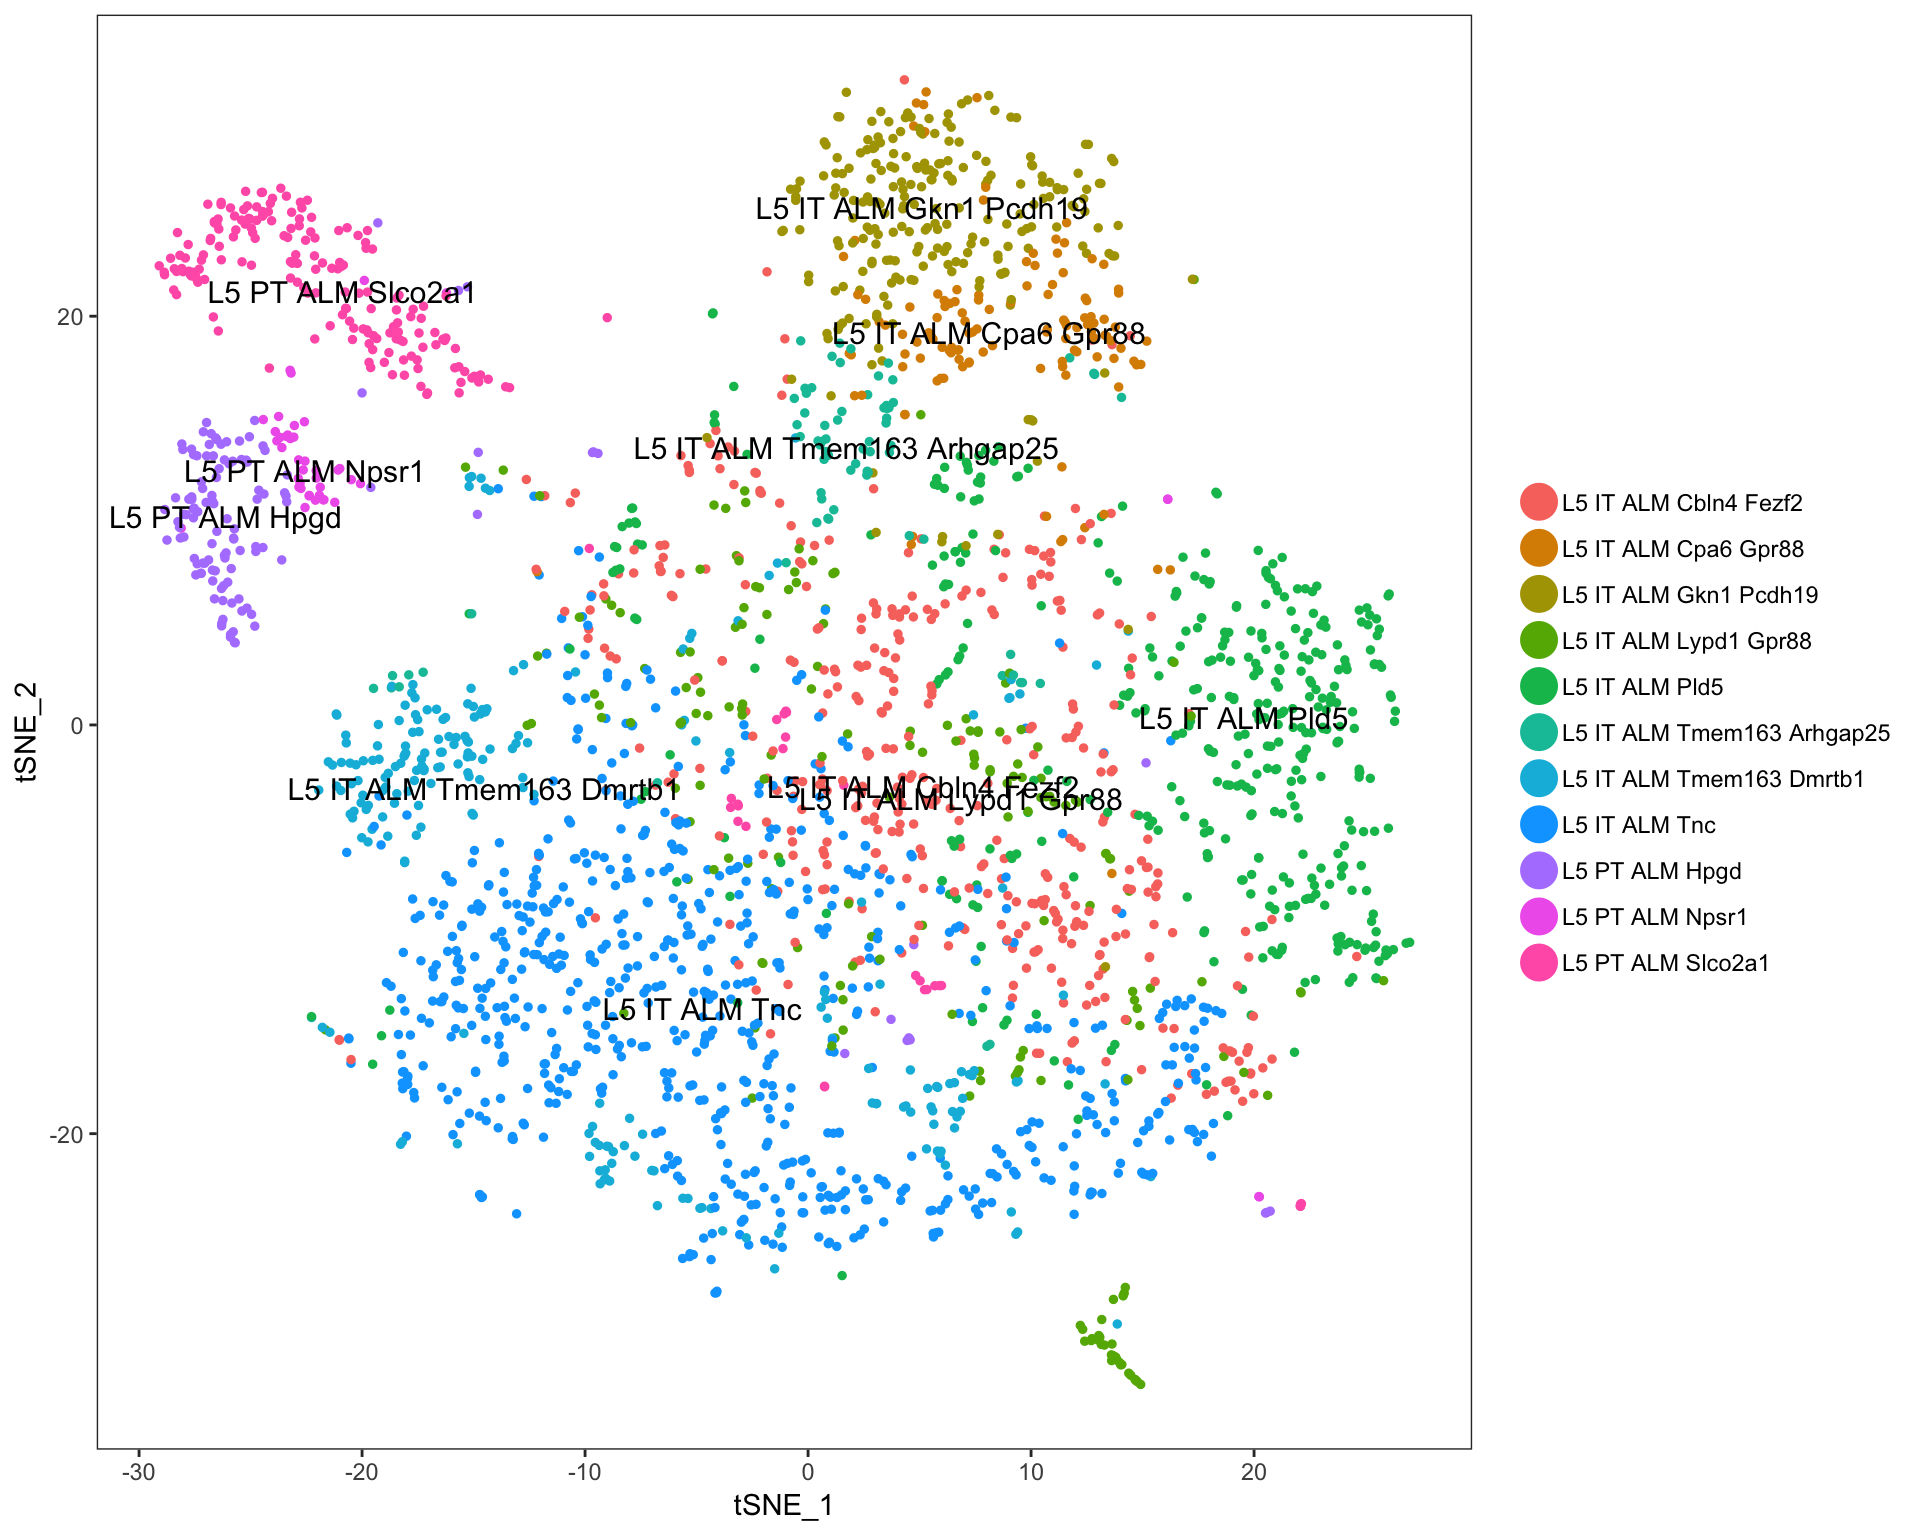 L5 IT ALM Gkn1 Pcdh19
L5 PT ALM Slco2a1
L5 IT ALM Cpa6 Gpr88
L5 IT ALM Tmem163 Arhgap25
L5 PT ALM Npsr1
L5 PT ALM Hpgd
L5 IT ALM Pld5
L5 IT ALM Tmem163 Dmrtb1
L5 IT ALM Cbln4 Fezf2
L5 IT ALM Lypd1 Gpr88
L5 IT ALM Tnc
20
0
-20
tSNE_2
-30
-20
-10
0
10
20
tSNE_1
L5 IT ALM Cbln4 Fezf2
L5 IT ALM Cpa6 Gpr88
L5 IT ALM Gkn1 Pcdh19
L5 IT ALM Lypd1 Gpr88
L5 IT ALM Pld5
L5 IT ALM Tmem163 Arhgap25
L5 IT ALM Tmem163 Dmrtb1
L5 IT ALM Tnc
L5 PT ALM Hpgd
L5 PT ALM Npsr1
L5 PT ALM Slco2a1